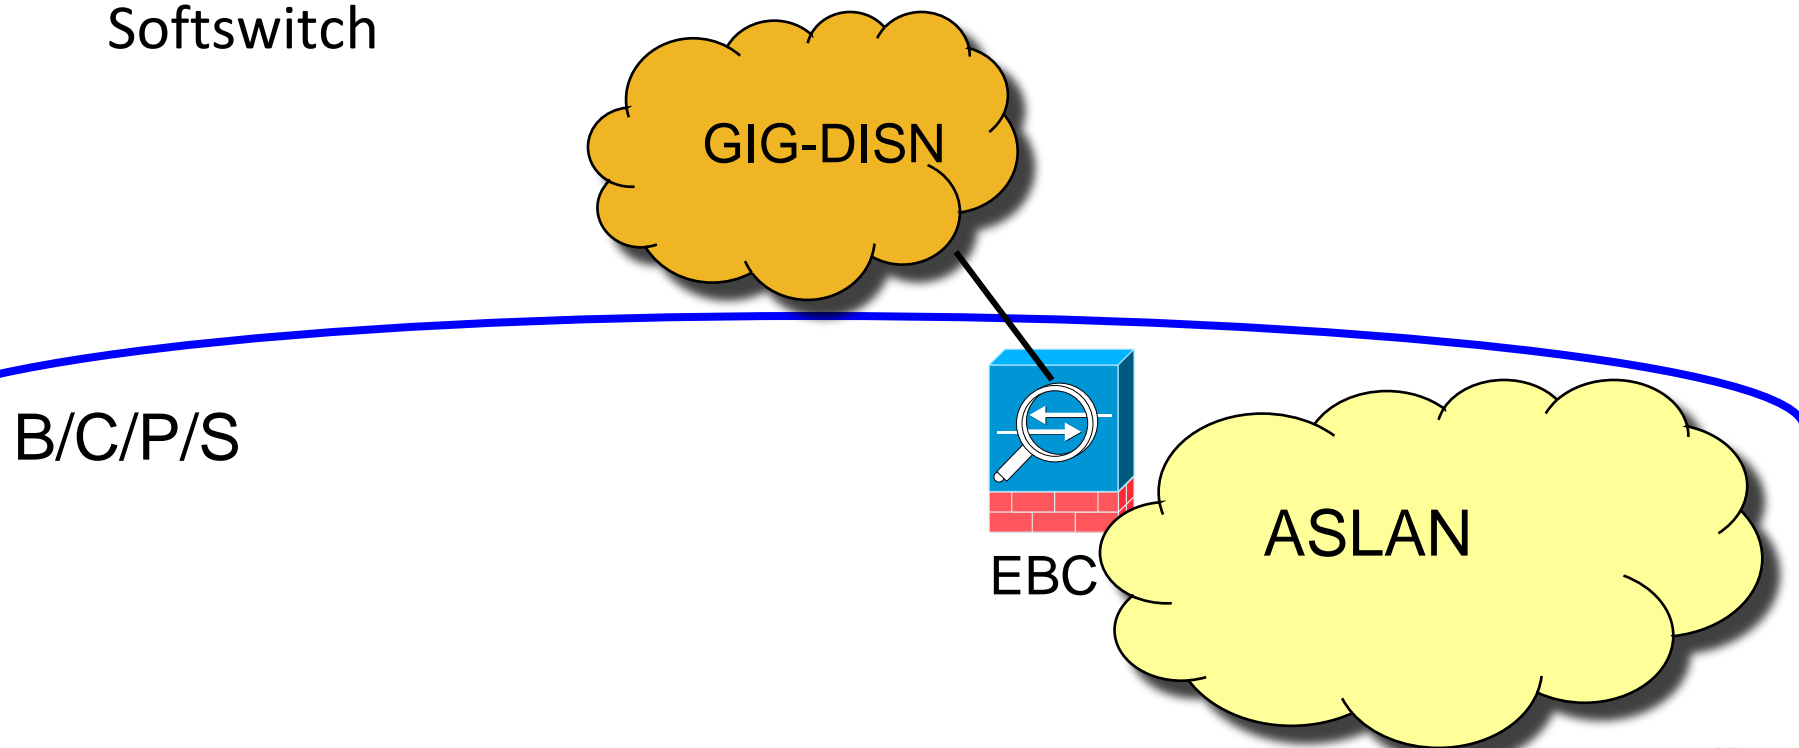 Softswitch
GIG-DISN
B/C/P/S
ASLAN
EBC